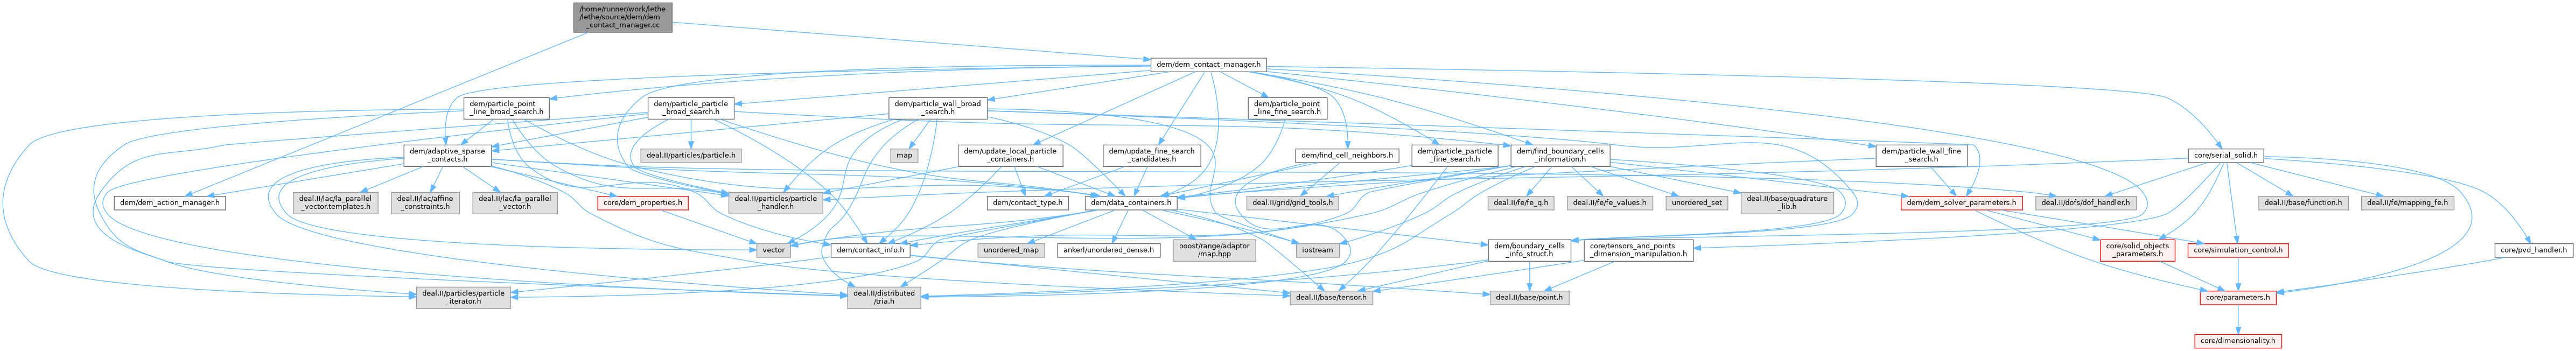 /home/runner/work/lethe
/lethe/source/dem/dem
_contact_manager.cc
dem/dem_contact_manager.h
dem/particle_point
_line_broad_search.h
dem/particle_particle
_broad_search.h
dem/particle_wall_broad
_search.h
dem/particle_point
_line_fine_search.h
dem/adaptive_sparse
_contacts.h
deal.II/particles/particle.h
map
dem/update_local_particle
_containers.h
dem/update_fine_search
_candidates.h
dem/find_cell_neighbors.h
dem/particle_particle
_fine_search.h
dem/find_boundary_cells
_information.h
dem/particle_wall_fine
_search.h
core/serial_solid.h
dem/dem_action_manager.h
deal.II/lac/la_parallel
_vector.templates.h
deal.II/lac/affine
_constraints.h
deal.II/lac/la_parallel
_vector.h
core/dem_properties.h
deal.II/particles/particle
_handler.h
dem/contact_type.h
dem/data_containers.h
deal.II/grid/grid_tools.h
deal.II/fe/fe_q.h
deal.II/fe/fe_values.h
unordered_set
deal.II/base/quadrature
_lib.h
dem/dem_solver_parameters.h
deal.II/dofs/dof_handler.h
deal.II/base/function.h
deal.II/fe/mapping_fe.h
vector
dem/contact_info.h
unordered_map
ankerl/unordered_dense.h
boost/range/adaptor
/map.hpp
iostream
dem/boundary_cells
_info_struct.h
core/tensors_and_points
_dimension_manipulation.h
core/solid_objects
_parameters.h
core/simulation_control.h
core/pvd_handler.h
deal.II/particles/particle
_iterator.h
deal.II/distributed
/tria.h
deal.II/base/tensor.h
deal.II/base/point.h
core/parameters.h
core/dimensionality.h